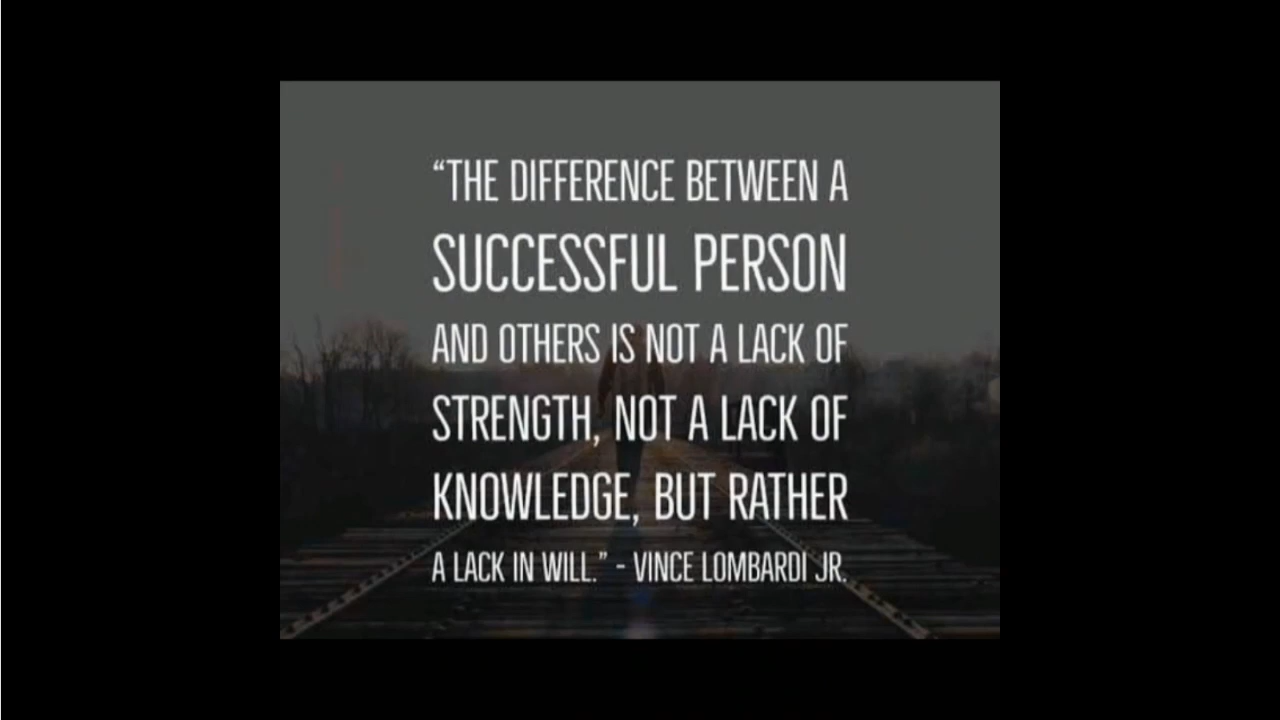 “THE DIFFERENCE BETWEEN A
SUCCESSFUL PERSON
AND OTHERS IS NOT A LACK OF
STRENGTH, NOT A LACK OF
KNOWLEDGE, BUT RATHER
A LACK IN WILL.” - VINCE LOMBARDI JR.